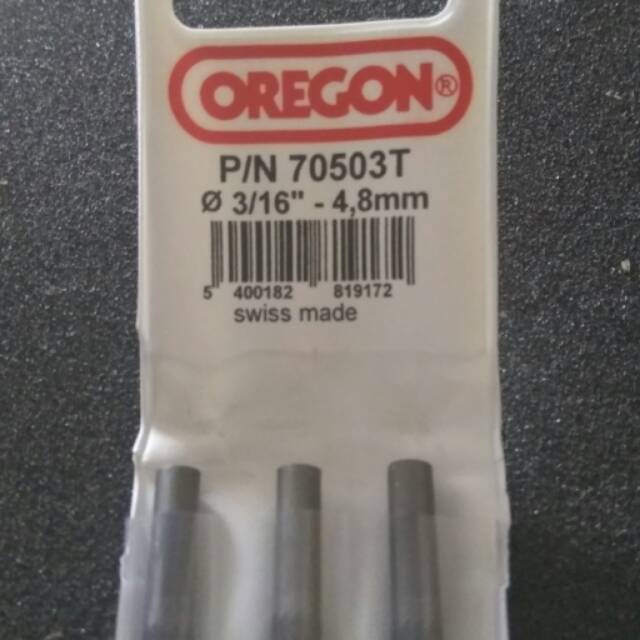 OREGON®
P/N 70503T
Ø 3/16" - 4,8mm
5 400182 819172
swiss made